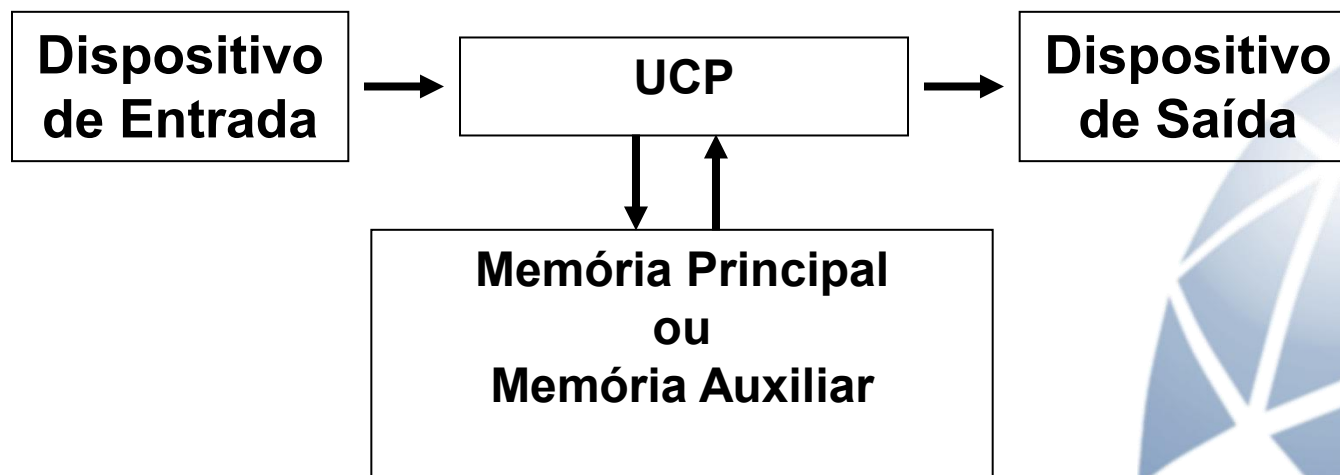 Dispositivo
de Entrada
UCP
Dispositivo
de Saída
Memória Principal
ou
Memória Auxiliar